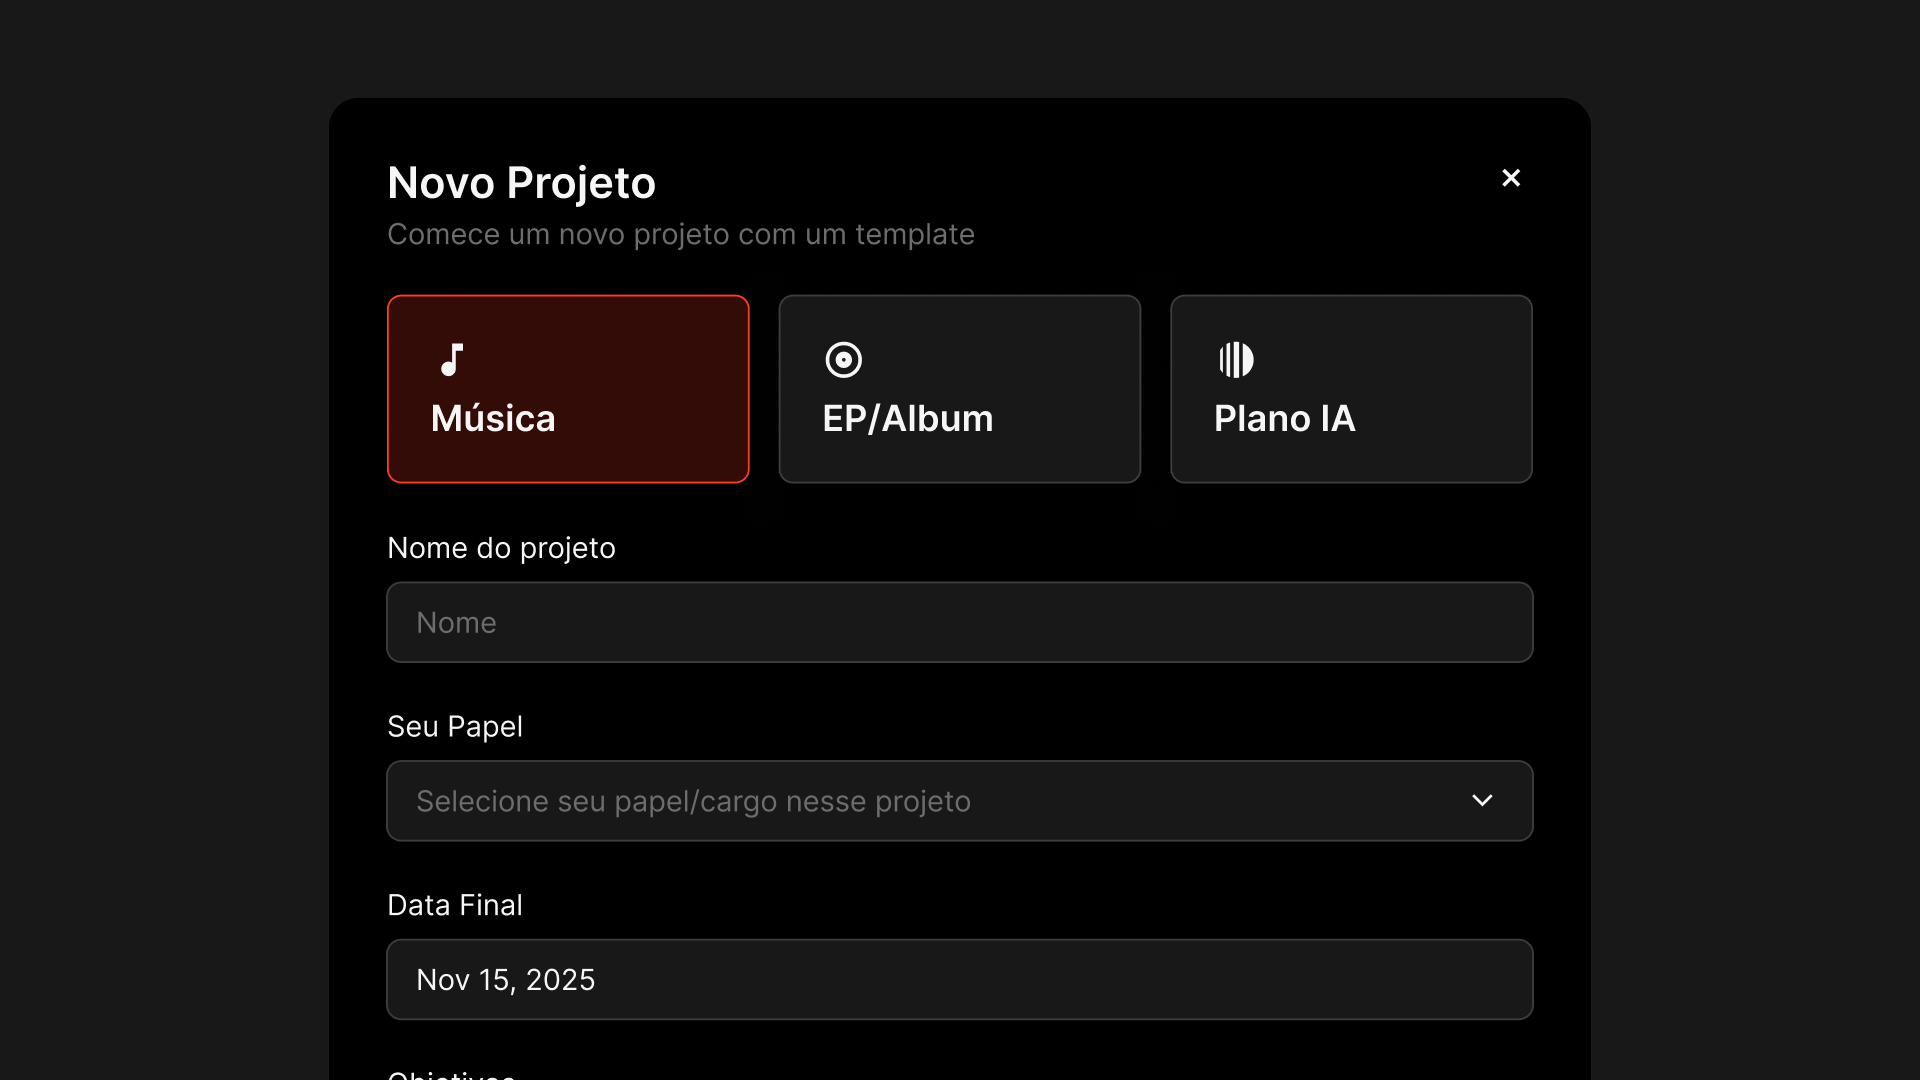 Novo Projeto
Comece um novo projeto com um template
Música
EP/Album
Plano IA
Nome do projeto
Nome
Seu Papel
Selecione seu papel/cargo nesse projeto
Data Final
Nov 15, 2025